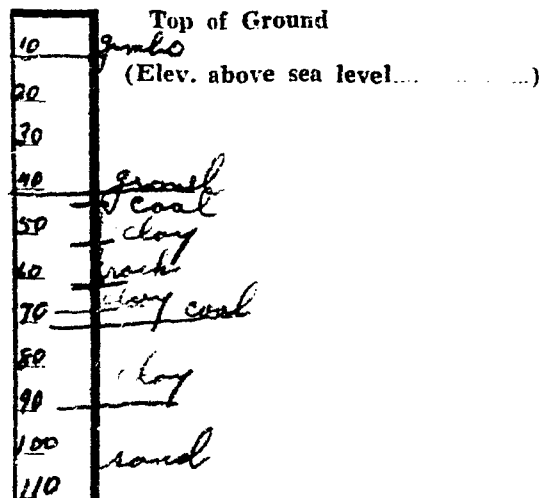 Top of Ground
10 gumbo
(Elev. above sea level.... ... ....)
20
30
40 gravel
coal
50 clay
60 rock
clay
70 coal
80
clay
90
100 sand
110